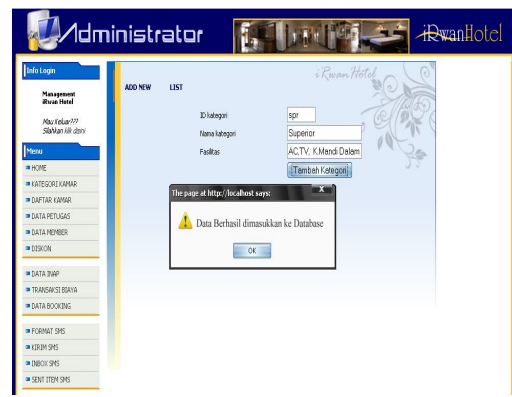 Administrator
iRwanHotel
Info Login
Management
iRwan Hotel
Mau Keluar???
Silahkan klik disini
Menu
HOME
KATEGORI KAMAR
DAFTAR KAMAR
DATA PETUGAS
DATA MEMBER
DISKON
DATA INAP
TRANSAKSI BIAYA
DATA BOOKING
FORMAT SMS
KIRIM SMS
INBOX SMS
SENT ITEM SMS
ADD NEW LIST
iRwan Hotel
ID kategori spr
Nama kategori Superior
Fasilitas AC,TV, K.Mandi Dalam
Tambah Kategori
The page at http://localhost says: X
Data Berhasil dimasukkan ke Database
OK